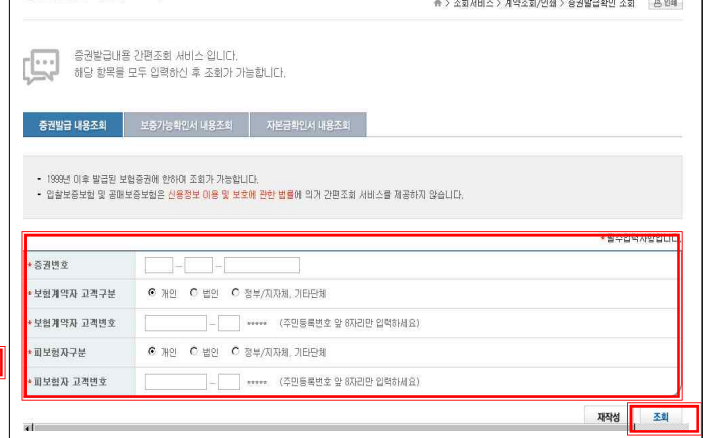 > 조회서비스 > 계약조회/인쇄 > 증권발급확인 조회 인쇄
증권발급내용 간편조회 서비스 입니다.
해당 항목을 모두 입력하신 후 조회가 가능합니다.
증권발급 내용조회 보증가능확인서 내용조회 자본금확인서 내용조회
- 1999년 이후 발급된 보험증권에 한하여 조회가 가능합니다.
- 입찰보증보험 및 공매보증보험은 신용정보 이용 및 보호에 관한 법률에 의거 간편조회 서비스를 제공하지 않습니다.
* 필수입력사항입니다.
* 증권번호 - -
* 보험계약자 고객구분 개인 법인 정부/지자체, 기타단체
* 보험계약자 고객번호 - ***** (주민등록번호 앞 8자리만 입력하세요)
* 피보험자구분 개인 법인 정부/지자체, 기타단체
* 피보험자 고객번호 - ***** (주민등록번호 앞 8자리만 입력하세요)
재작성 조회